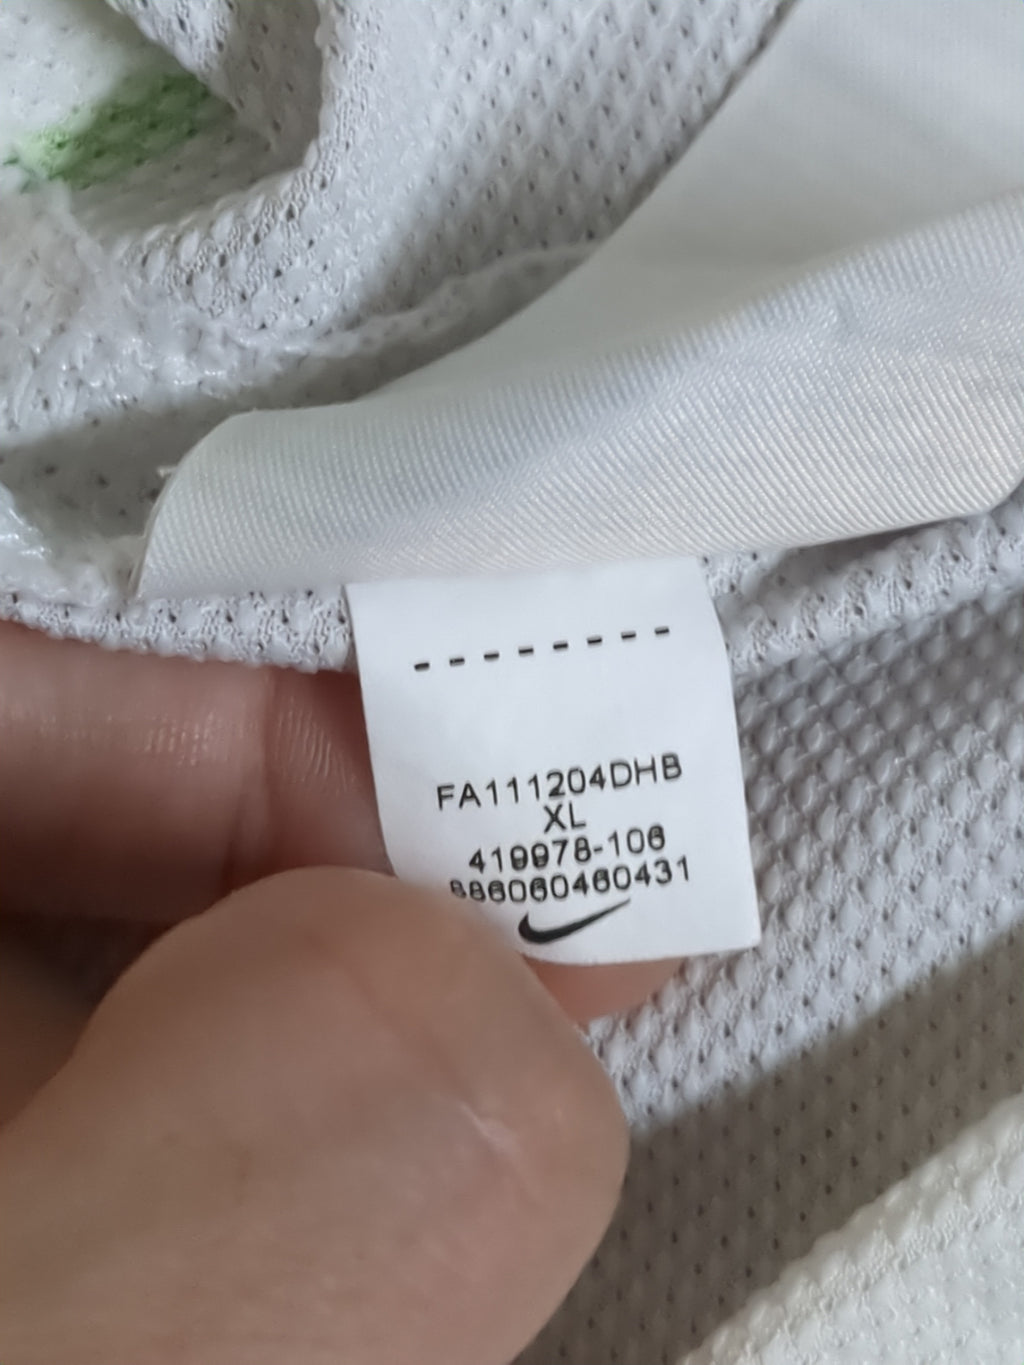 --------
FA111204DHB
XL
419978-106
886060460431